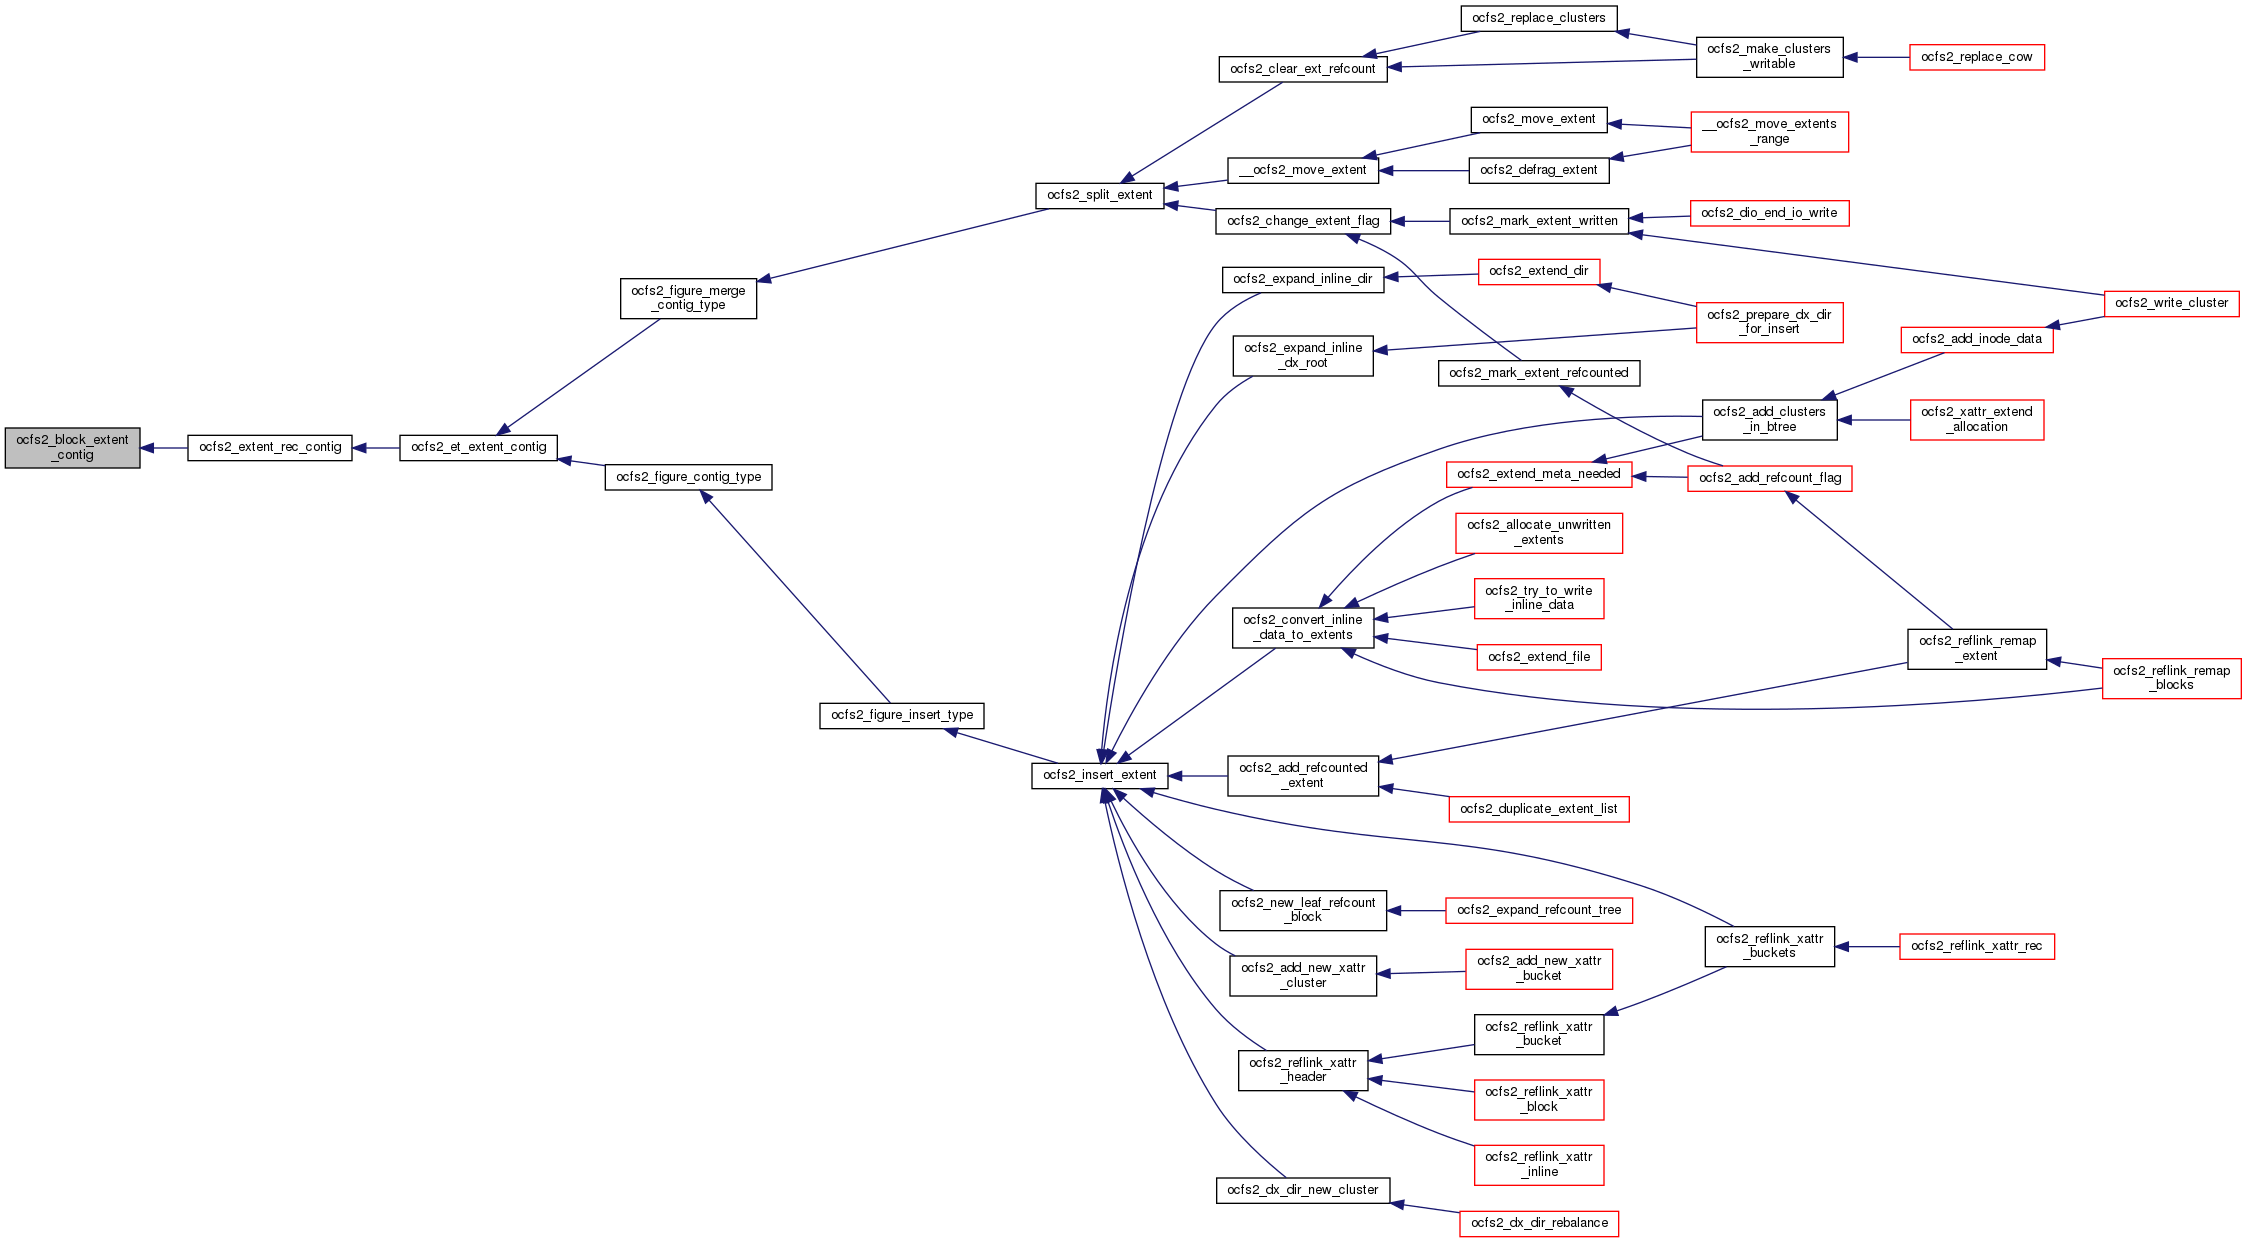 ocfs2_block_extent
_contig
ocfs2_extent_rec_contig
ocfs2_et_extent_contig
ocfs2_figure_merge
_contig_type
ocfs2_figure_contig_type
ocfs2_figure_insert_type
ocfs2_split_extent
ocfs2_insert_extent
ocfs2_clear_ext_refcount
__ocfs2_move_extent
ocfs2_change_extent_flag
ocfs2_expand_inline_dir
ocfs2_expand_inline
_dx_root
ocfs2_convert_inline
_data_to_extents
ocfs2_add_refcounted
_extent
ocfs2_new_leaf_refcount
_block
ocfs2_add_new_xattr
_cluster
ocfs2_reflink_xattr
_header
ocfs2_dx_dir_new_cluster
ocfs2_replace_clusters
ocfs2_move_extent
ocfs2_defrag_extent
ocfs2_mark_extent_written
ocfs2_extend_dir
ocfs2_mark_extent_refcounted
ocfs2_extend_meta_needed
ocfs2_allocate_unwritten
_extents
ocfs2_try_to_write
_inline_data
ocfs2_extend_file
ocfs2_duplicate_extent_list
ocfs2_expand_refcount_tree
ocfs2_add_new_xattr
_bucket
ocfs2_reflink_xattr
_bucket
ocfs2_reflink_xattr
_block
ocfs2_reflink_xattr
_inline
ocfs2_dx_dir_rebalance
ocfs2_make_clusters
_writable
__ocfs2_move_extents
_range
ocfs2_dio_end_io_write
ocfs2_prepare_dx_dir
_for_insert
ocfs2_add_clusters
_in_btree
ocfs2_add_refcount_flag
ocfs2_reflink_xattr
_buckets
ocfs2_replace_cow
ocfs2_add_inode_data
ocfs2_xattr_extend
_allocation
ocfs2_reflink_remap
_extent
ocfs2_reflink_xattr_rec
ocfs2_write_cluster
ocfs2_reflink_remap
_blocks